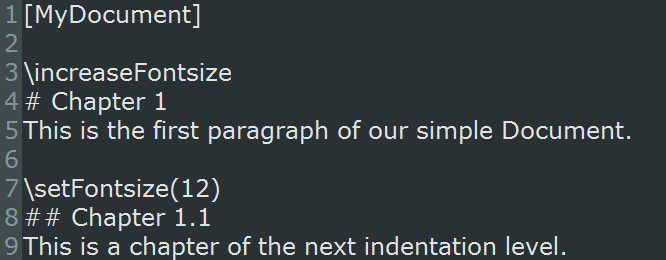 1 [MyDocument]
2
3 \increaseFontsize
4 # Chapter 1
5 This is the first paragraph of our simple Document.
6
7 \setFontsize(12)
8 ## Chapter 1.1
9 This is a chapter of the next indentation level.